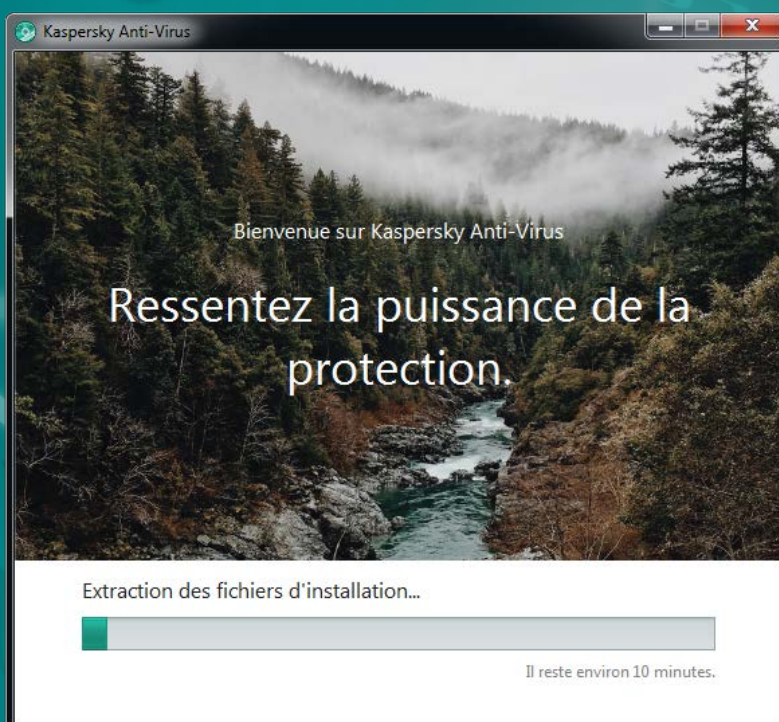 Kaspersky Anti-Virus
Bienvenue sur Kaspersky Anti-Virus
Ressentez la puissance de la
protection.
Extraction des fichiers d'installation...
Il reste environ 10 minutes.